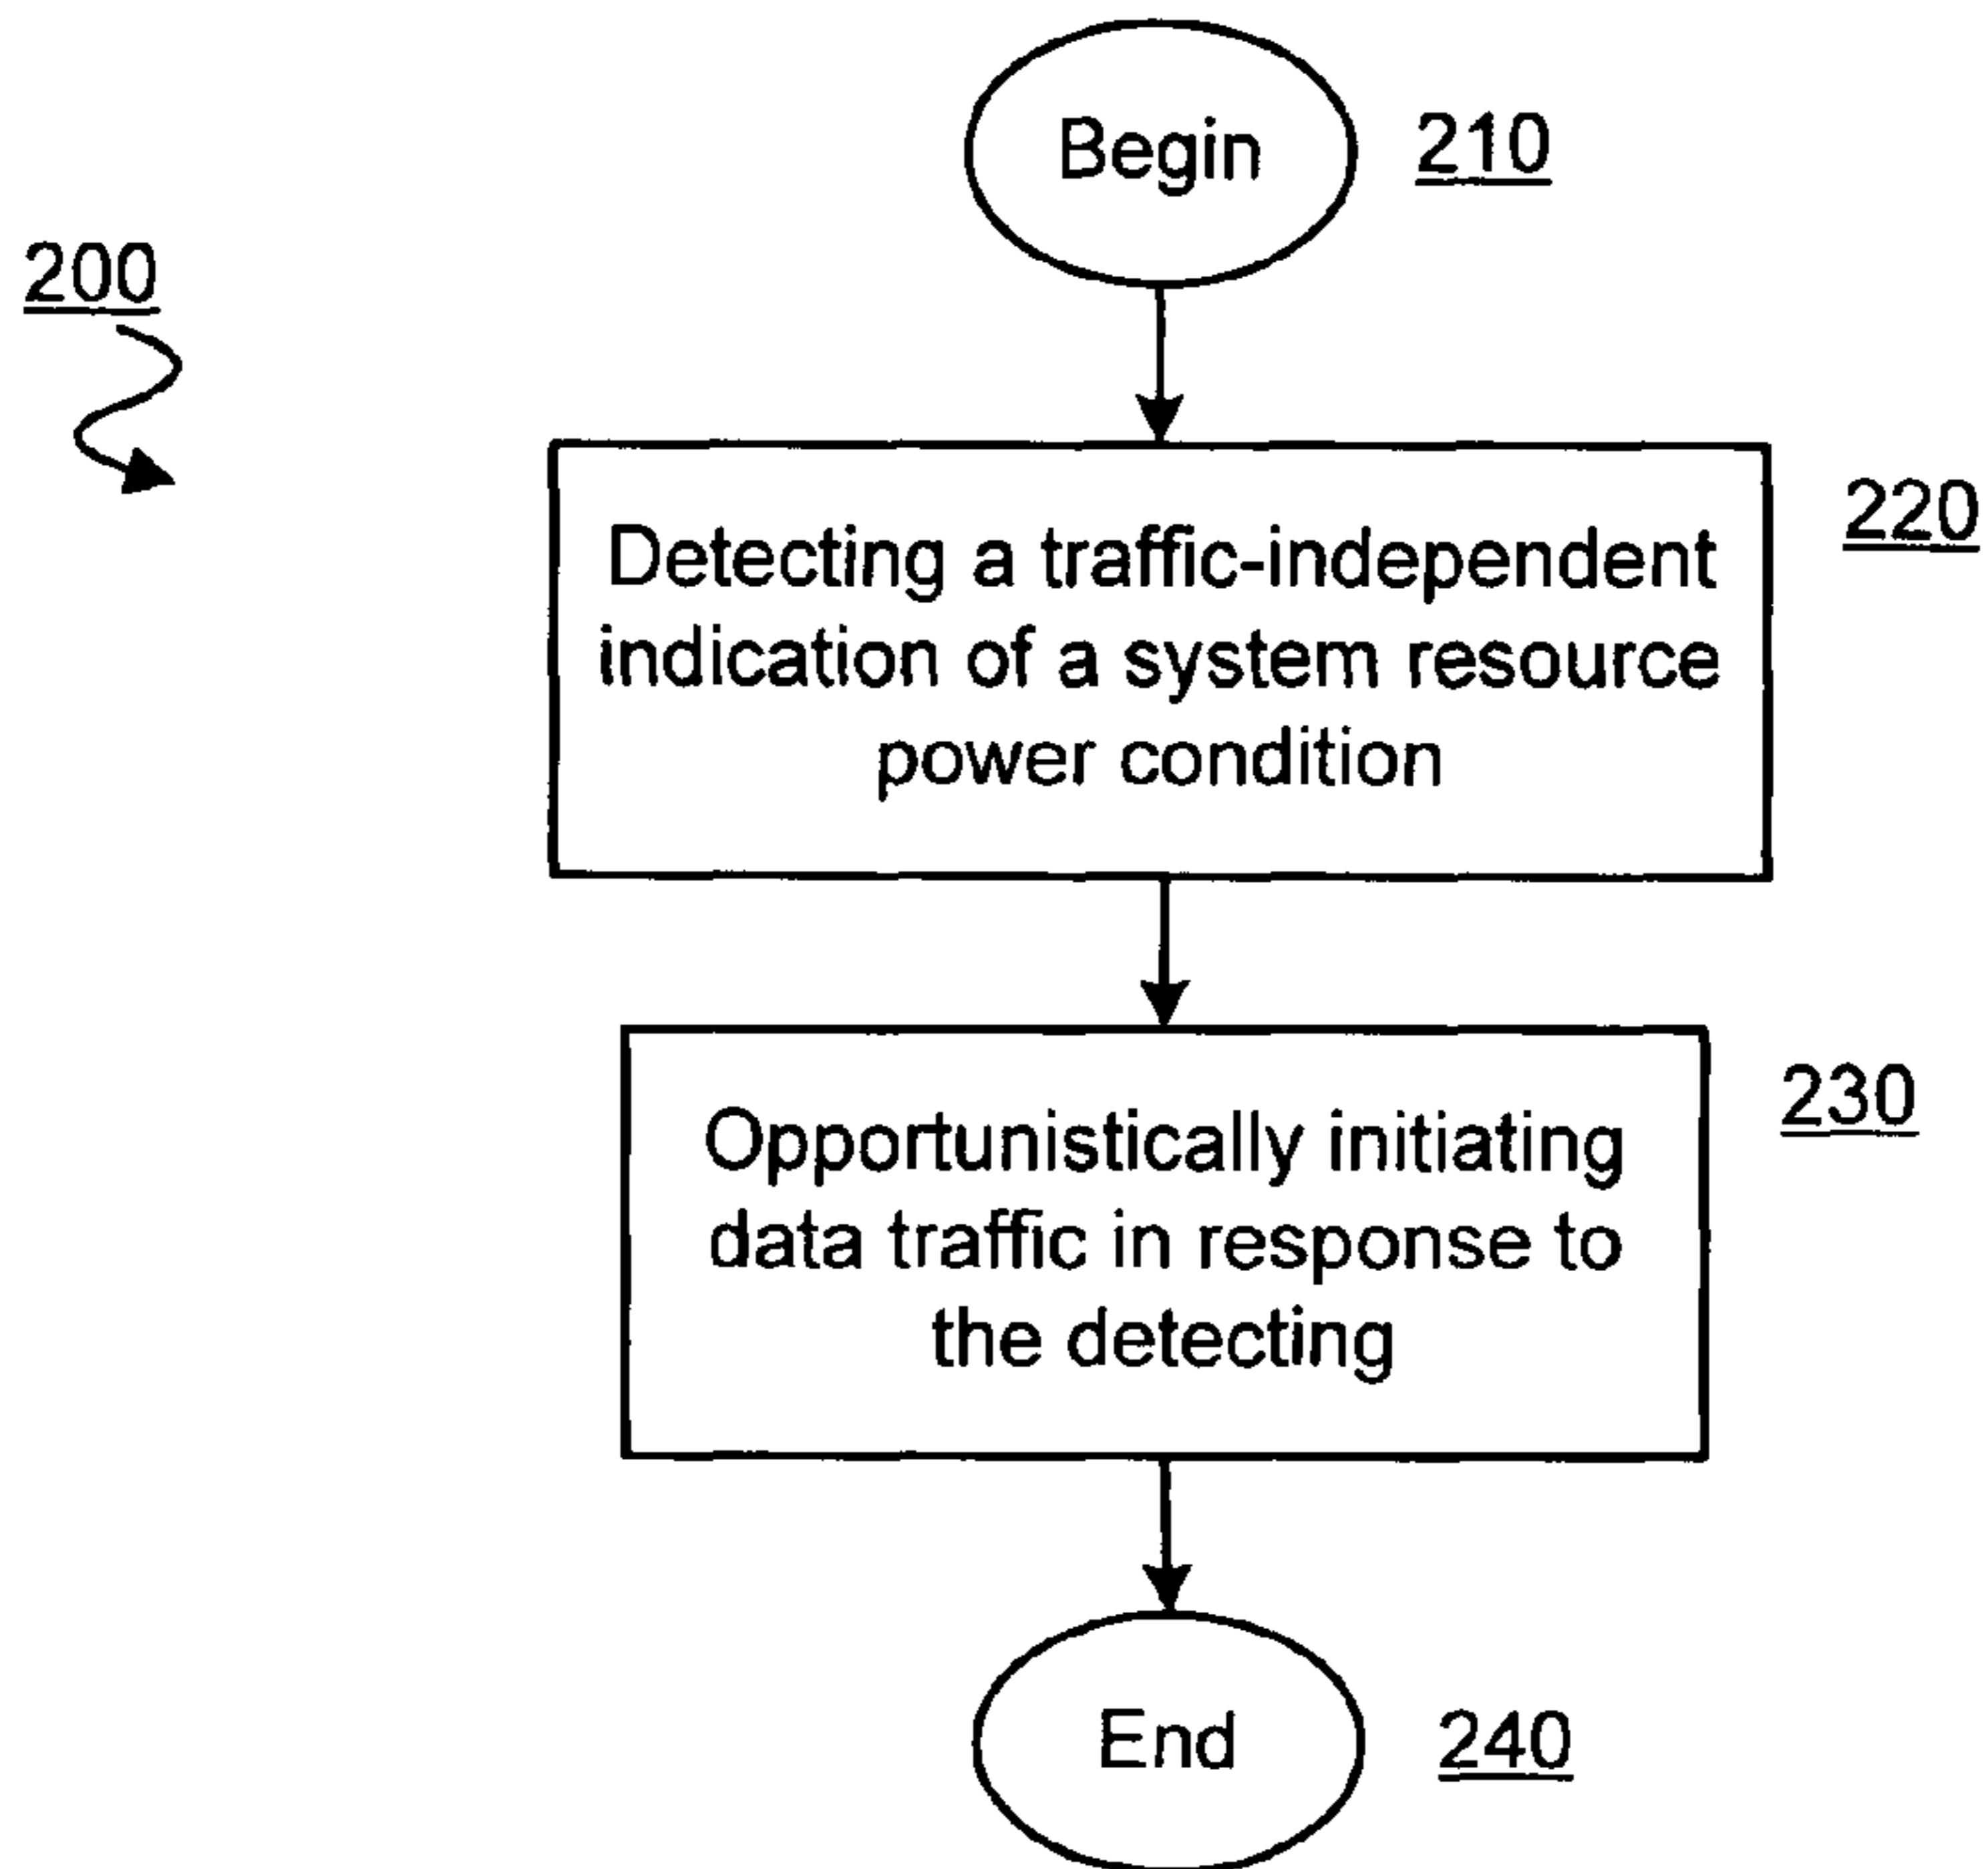 Begin
210
200
220
Detecting a traffic-independent
indication of a system resource
power condition
230
Opportunistically initiating
data traffic in response to
the detecting
End
240